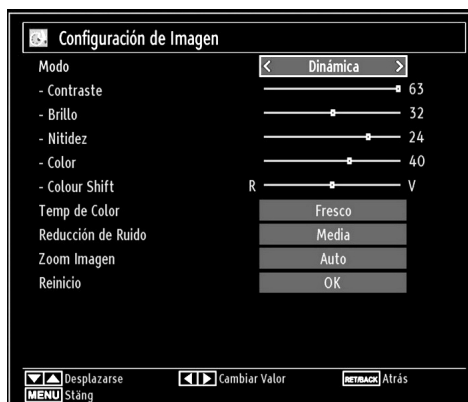 Configuración de Imagen
Modo < Dinámica >
- Contraste 63
- Brillo 32
- Nitidez 24
- Color 40
- Colour Shift R V
Temp de Color Fresco
Reducción de Ruido Media
Zoom Imagen Auto
Reinicio OK
Desplazarse Cambiar Valor RET/BACK Atrás
MENU Stäng